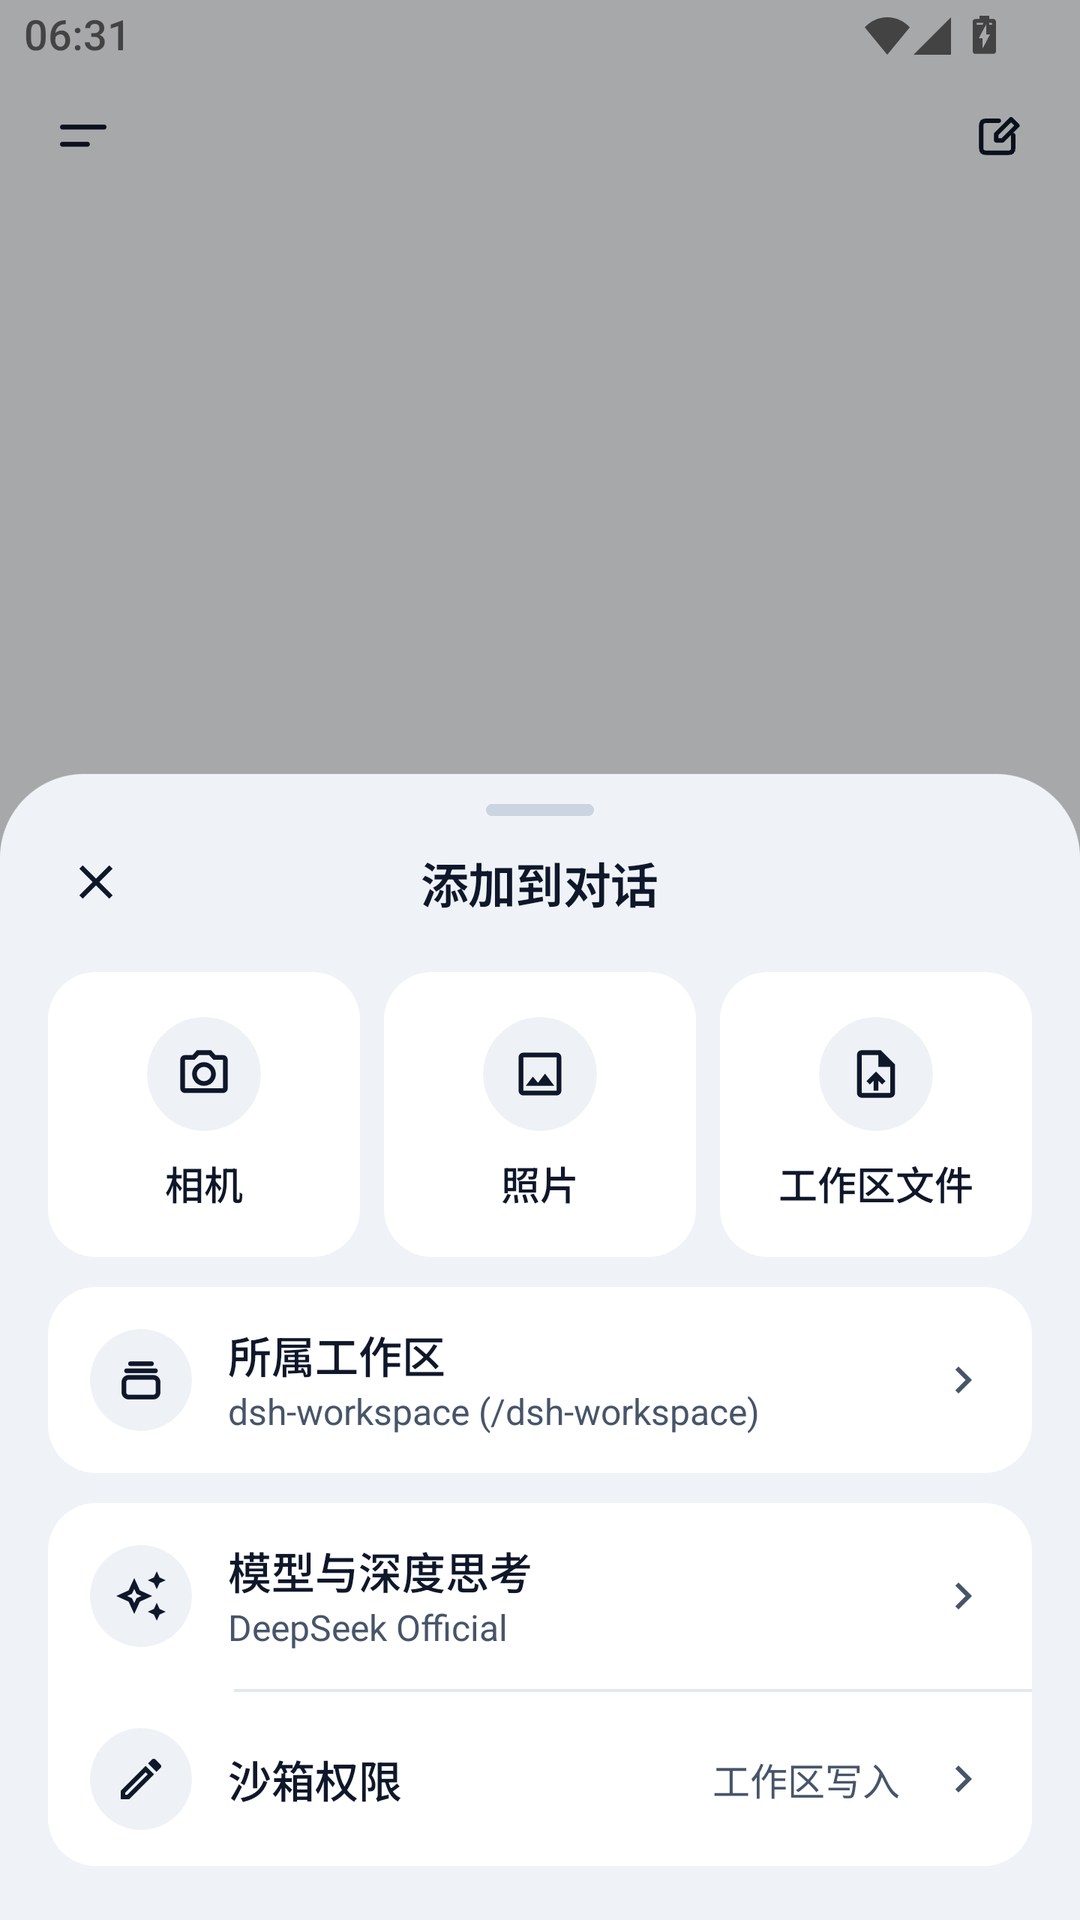 06:31
添加到对话
相机
照片
工作区文件
所属工作区
dsh-workspace (/dsh-workspace)
模型与深度思考
DeepSeek Official
沙箱权限
工作区写入